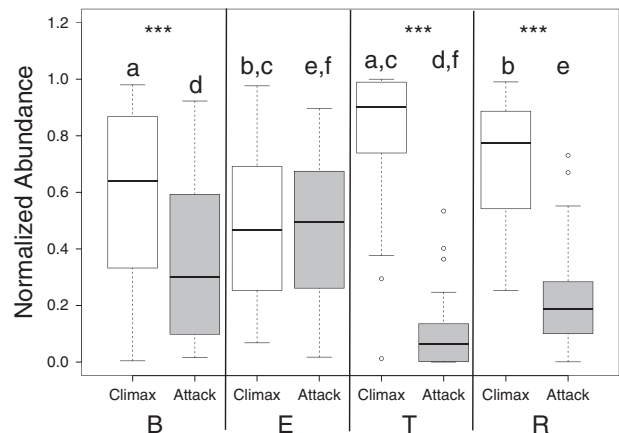 1.2
*** *** ***
a d b,c e,f a,c d,f b e
1.0
0.8
0.6
0.4
0.2
0.0
Normalized Abundance
Climax Attack Climax Attack Climax Attack Climax Attack
B E T R